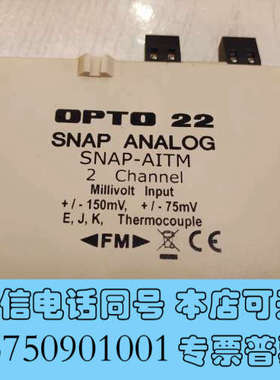 OPTO 22
SNAP ANALOG
SNAP-AITM
2 Channel
Millivolt Input
+/-150mV, +/-75mV
E, J, K, Thermocouple
FM CE
信电话同号 本店可
750901001 专票普